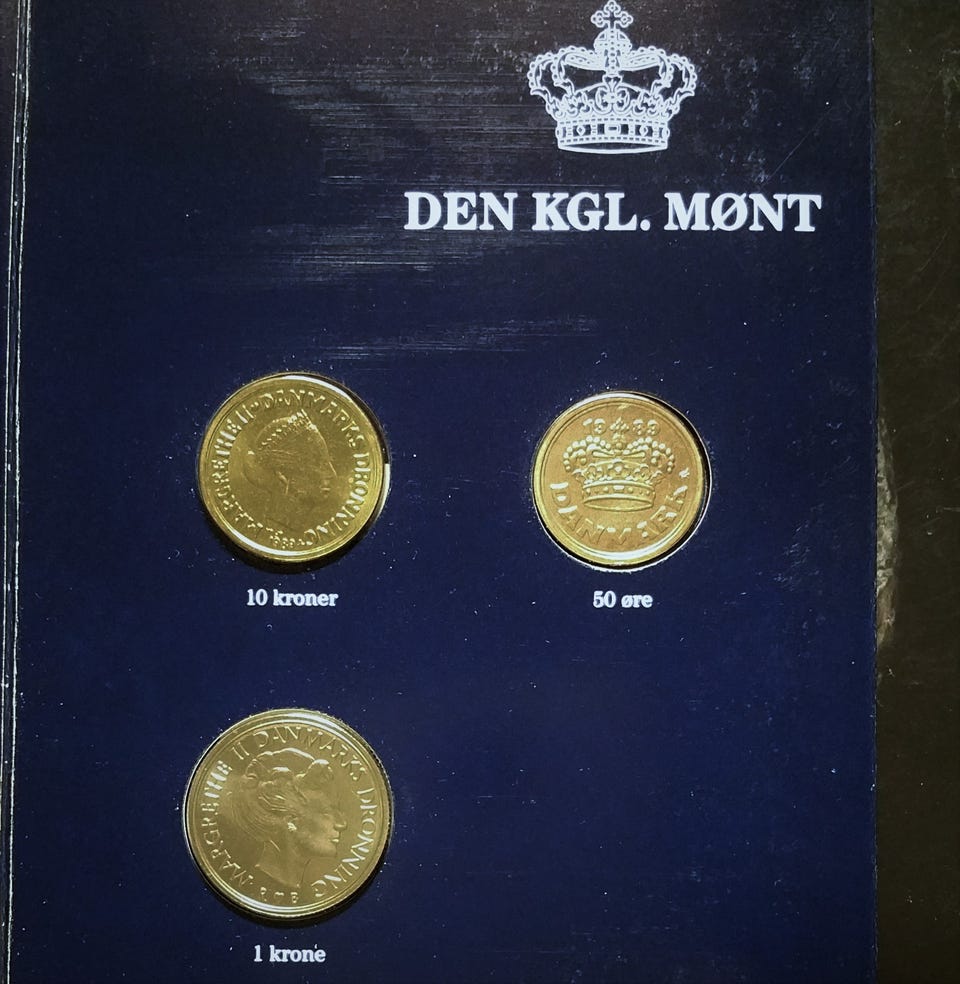 DEN KGL. MØNT
MARGRETHE II DANMARKS DRONNING
1989
10 kroner
1989
DANMARK
50 øre
MARGRETHE II DANMARKS DRONNING
R M B
1 krone